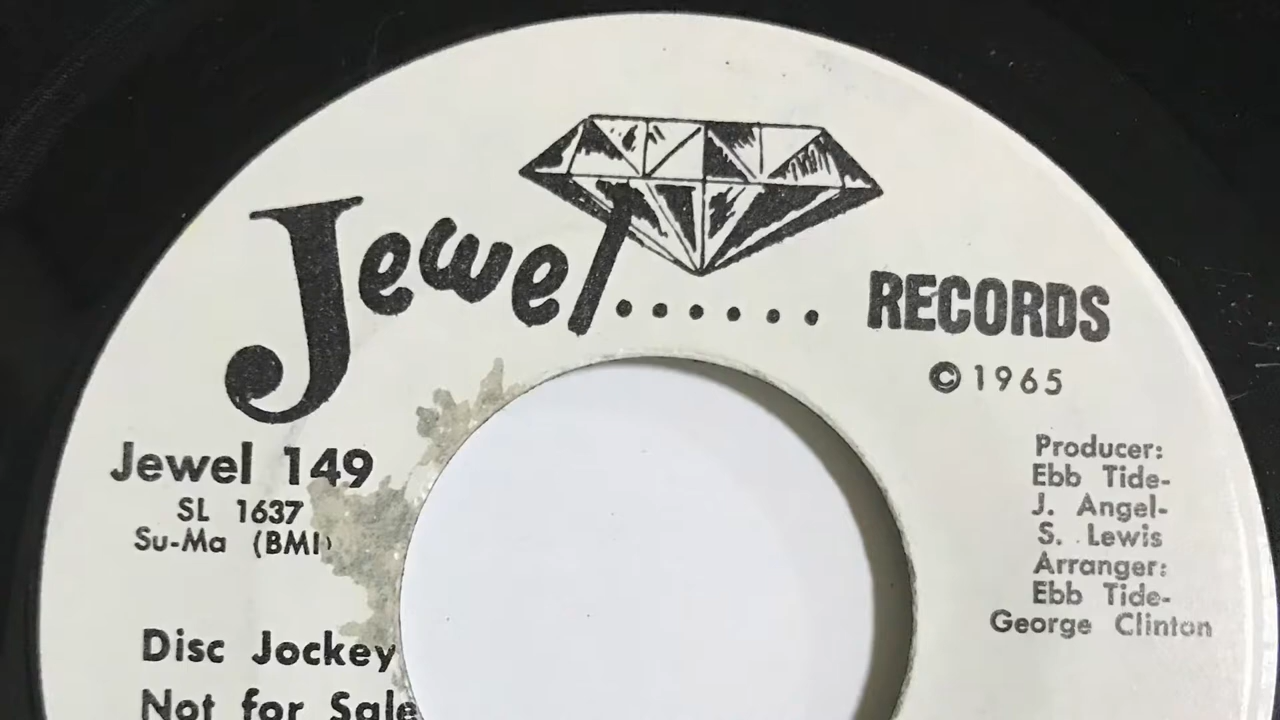 Jewel...... RECORDS
© 1965
Jewel 149
SL 1637
Su-Ma (BMI)
Disc Jockey
Not for Sale
Producer:
Ebb Tide-
J. Angel-
S. Lewis
Arranger:
Ebb Tide-
George Clinton